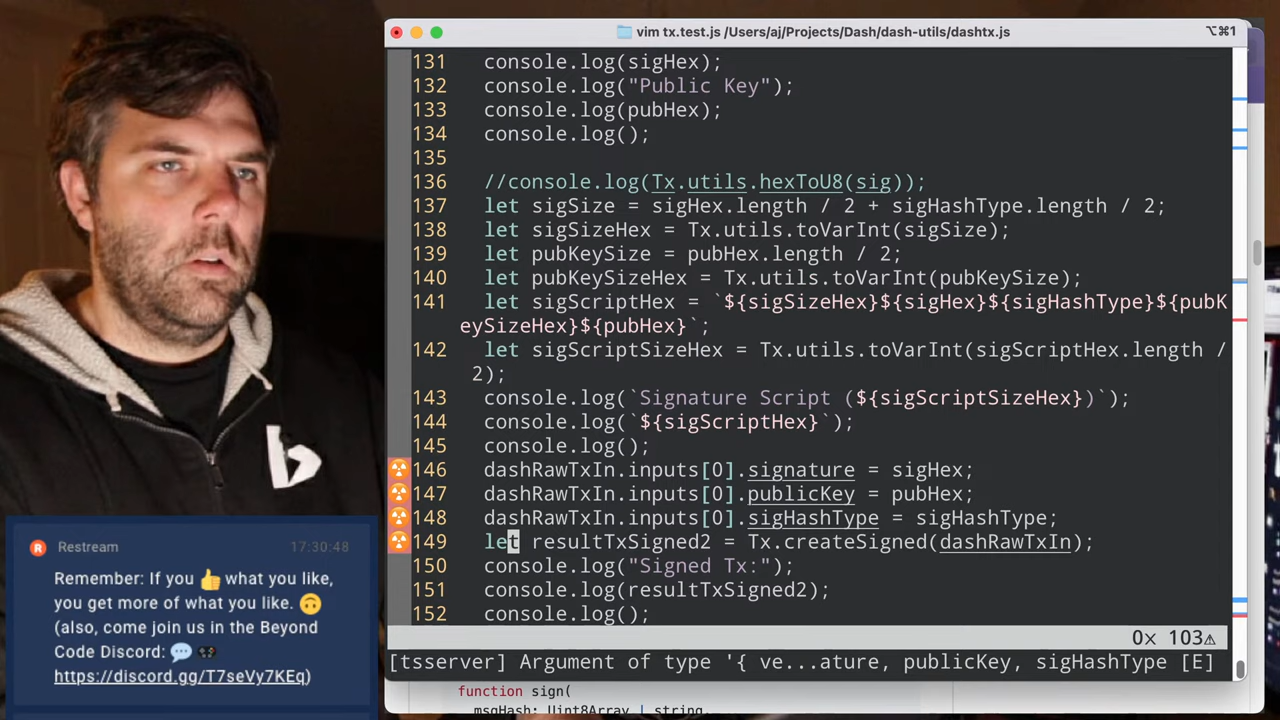 vim tx.test.js /Users/aj/Projects/Dash/dash-utils/dashtx.js
⌥⌘1
131 console.log(sigHex);
132 console.log("Public Key");
133 console.log(pubHex);
134 console.log();
135
136 //console.log(Tx.utils.hexToU8(sig));
137 let sigSize = sigHex.length / 2 + sigHashType.length / 2;
138 let sigSizeHex = Tx.utils.toVarInt(sigSize);
139 let pubKeySize = pubHex.length / 2;
140 let pubKeySizeHex = Tx.utils.toVarInt(pubKeySize);
141 let sigScriptHex = `${sigSizeHex}${sigHex}${sigHashType}${pubK
eySizeHex}${pubHex}`;
142 let sigScriptSizeHex = Tx.utils.toVarInt(sigScriptHex.length /
2);
143 console.log(`Signature Script (${sigScriptSizeHex})`);
144 console.log(`${sigScriptHex}`);
145 console.log();
146 dashRawTxIn.inputs[0].signature = sigHex;
147 dashRawTxIn.inputs[0].publicKey = pubHex;
148 dashRawTxIn.inputs[0].sigHashType = sigHashType;
149 let resultTxSigned2 = Tx.createSigned(dashRawTxIn);
150 console.log("Signed Tx:");
151 console.log(resultTxSigned2);
152 console.log();
0× 103⚠
[tsserver] Argument of type '{ ve...ature, publicKey, sigHashType [E]
function sign(
msgHash: Uint8Array | string,
b
R Restream 17:30:48
Remember: If you 👍 what you like,
you get more of what you like. 🙃
(also, come join us in the Beyond
Code Discord: 💬 🎮
https://discord.gg/T7seVy7KEq)